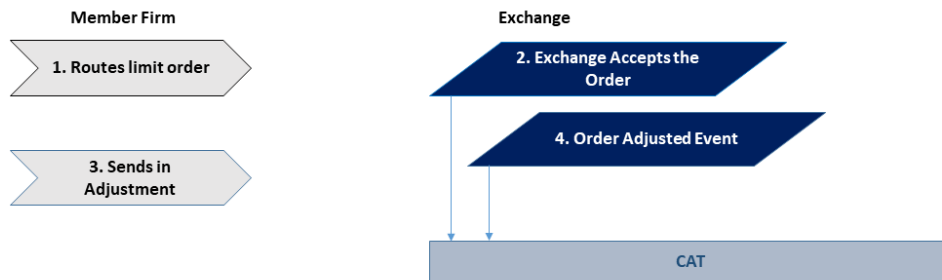 Member Firm
Exchange
1. Routes limit order
2. Exchange Accepts the
Order
3. Sends in
Adjustment
4. Order Adjusted Event
CAT